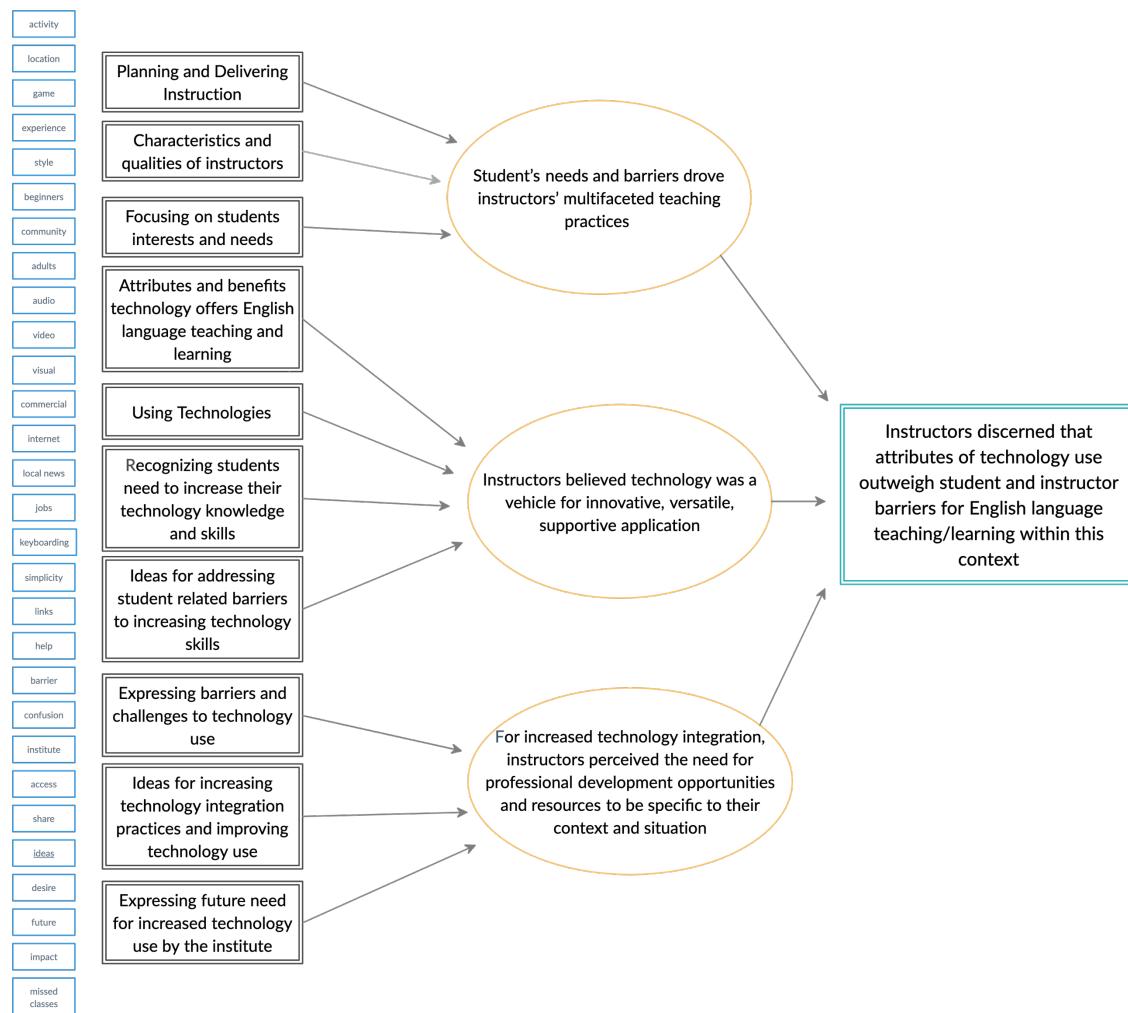 activity
location
game
experience
style
beginners
community
adults
audio
video
visual
commercial
internet
local news
jobs
keyboarding
simplicity
links
help
barrier
confusion
institute
access
share
ideas
desire
future
impact
missed
classes
Planning and Delivering
Instruction
Characteristics and
qualities of instructors
Focusing on students
interests and needs
Attributes and benefits
technology offers English
language teaching and
learning
Using Technologies
Recognizing students
need to increase their
technology knowledge
and skills
Ideas for addressing
student related barriers
to increasing technology
skills
Expressing barriers and
challenges to technology
use
Ideas for increasing
technology integration
practices and improving
technology use
Expressing future need
for increased technology
use by the institute
Student’s needs and barriers drove
instructors’ multifaceted teaching
practices
Instructors believed technology was a
vehicle for innovative, versatile,
supportive application
For increased technology integration,
instructors perceived the need for
professional development opportunities
and resources to be specific to their
context and situation
Instructors discerned that
attributes of technology use
outweigh student and instructor
barriers for English language
teaching/learning within this
context